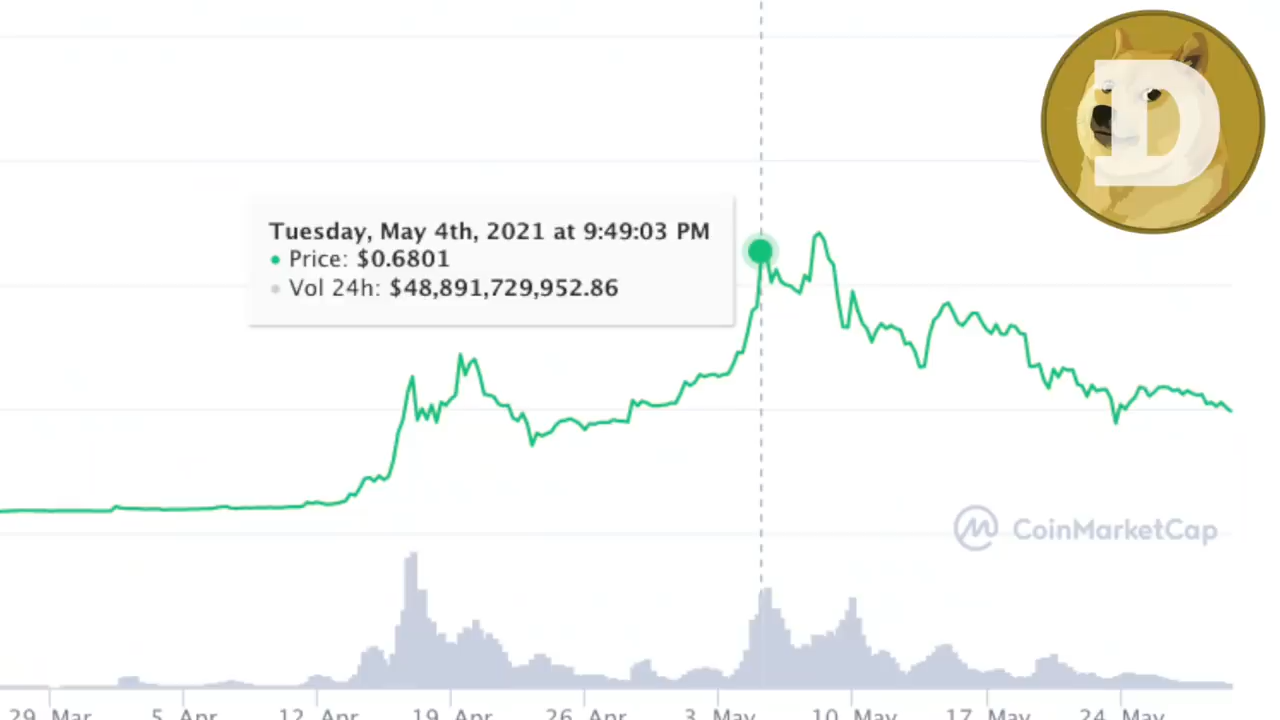 D
Tuesday, May 4th, 2021 at 9:49:03 PM
Price: $0.6801
Vol 24h: $48,891,729,952.86
CoinMarketCap
29. Mar 5. Apr 12. Apr 19. Apr 26. Apr 3. May 10. May 17. May 24. May